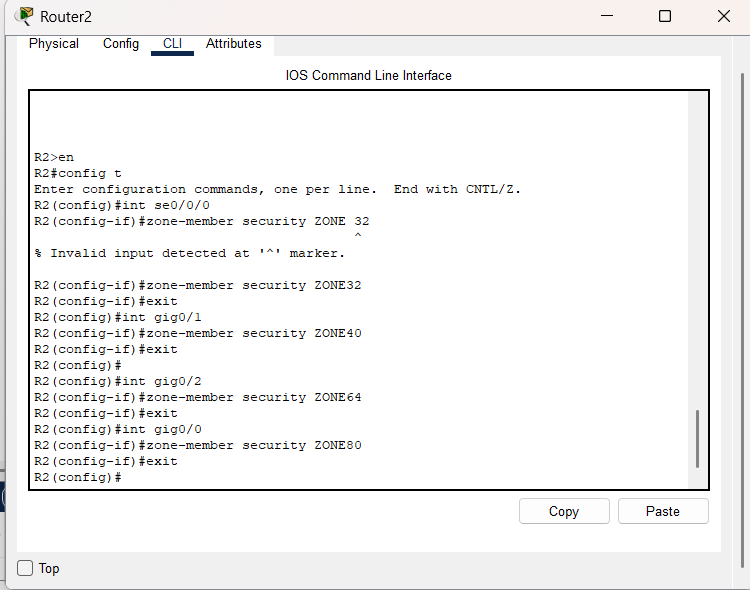 Router2
Physical Config CLI Attributes
IOS Command Line Interface
R2>en
R2#config t
Enter configuration commands, one per line.  End with CNTL/Z.
R2(config)#int se0/0/0
R2(config-if)#zone-member security ZONE 32
^
% Invalid input detected at '^' marker.
R2(config-if)#zone-member security ZONE32
R2(config-if)#exit
R2(config)#int gig0/1
R2(config-if)#zone-member security ZONE40
R2(config-if)#exit
R2(config)#
R2(config)#int gig0/2
R2(config-if)#zone-member security ZONE64
R2(config-if)#exit
R2(config)#int gig0/0
R2(config-if)#zone-member security ZONE80
R2(config-if)#exit
R2(config)#
Copy Paste
Top